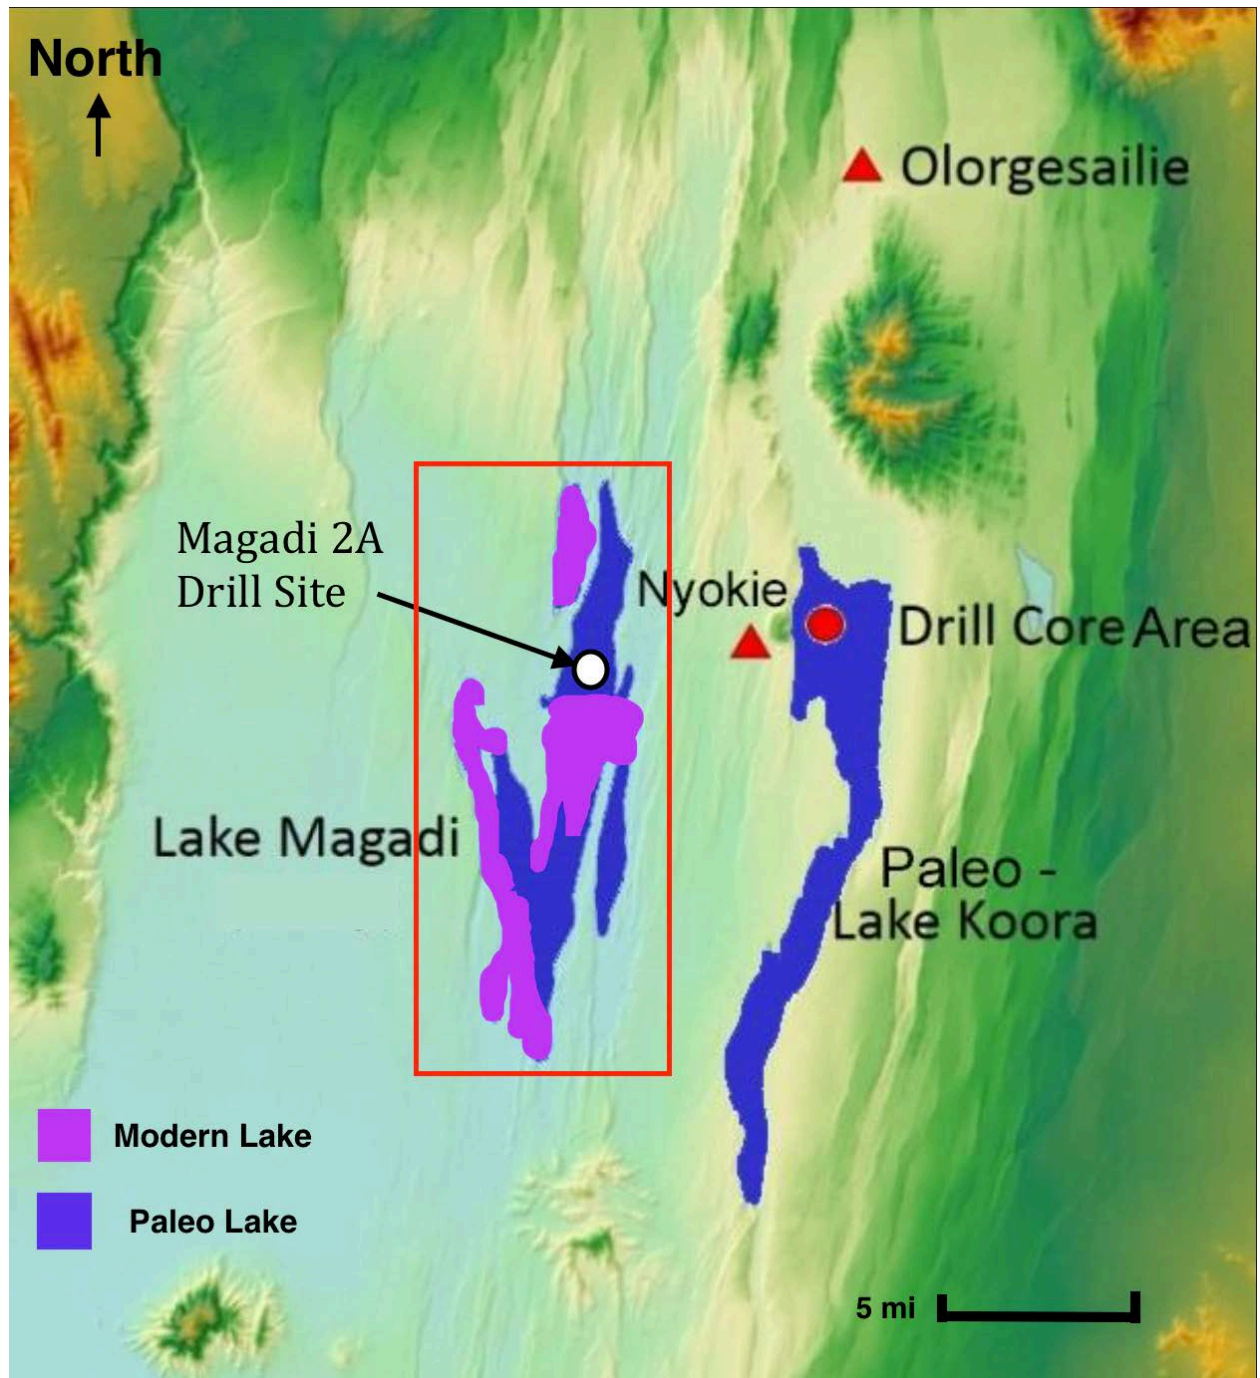 North
Olorgesailie
Magadi 2A
Drill Site
Nyokie
Drill Core Area
Lake Magadi
Paleo -
Lake Koora
Modern Lake
Paleo Lake
5 mi